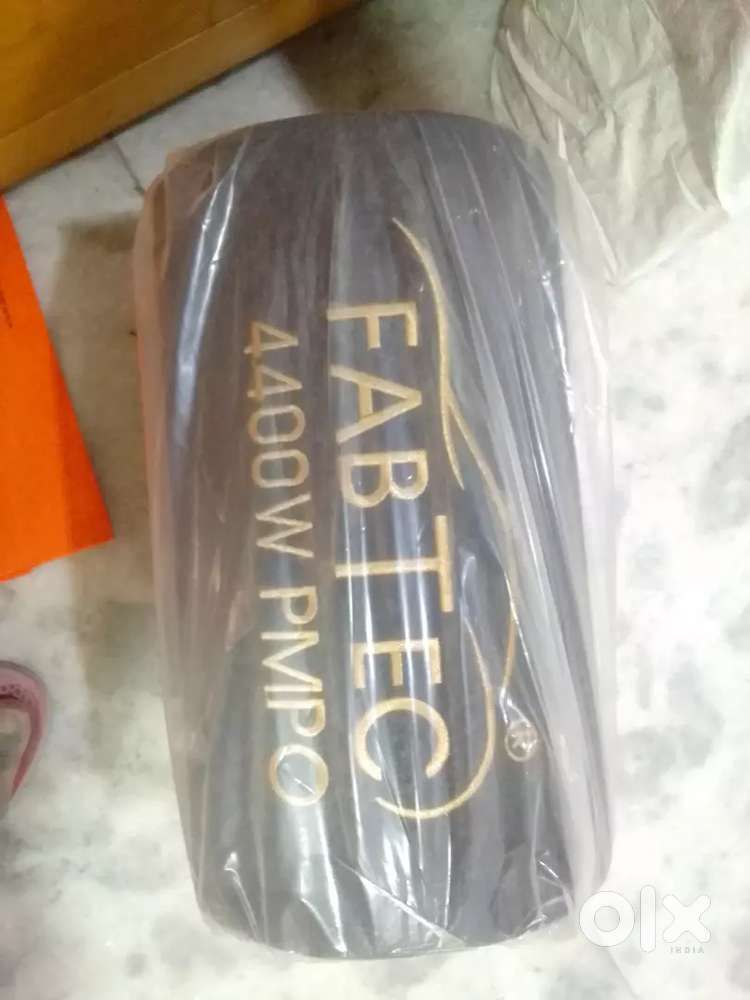 FABTEC
®
4400W PMPO
olx
INDIA